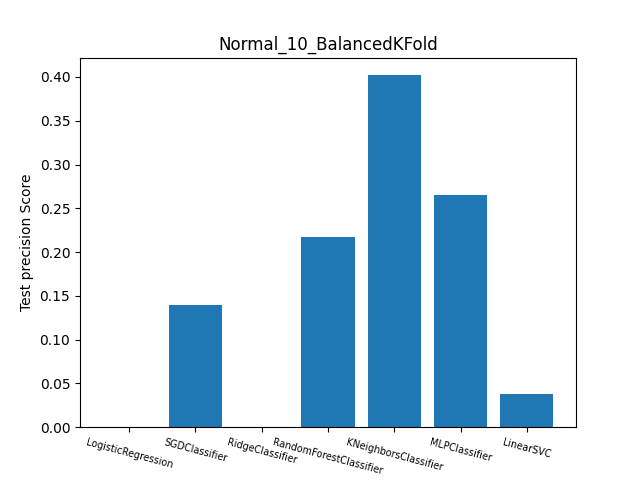 Normal_10_BalancedKFold
Test precision Score
0.40
0.35
0.30
0.25
0.20
0.15
0.10
0.05
0.00
LogisticRegression
SGDClassifier
RidgeClassifier
RandomForestClassifier
KNeighborsClassifier
MLPClassifier
LinearSVC